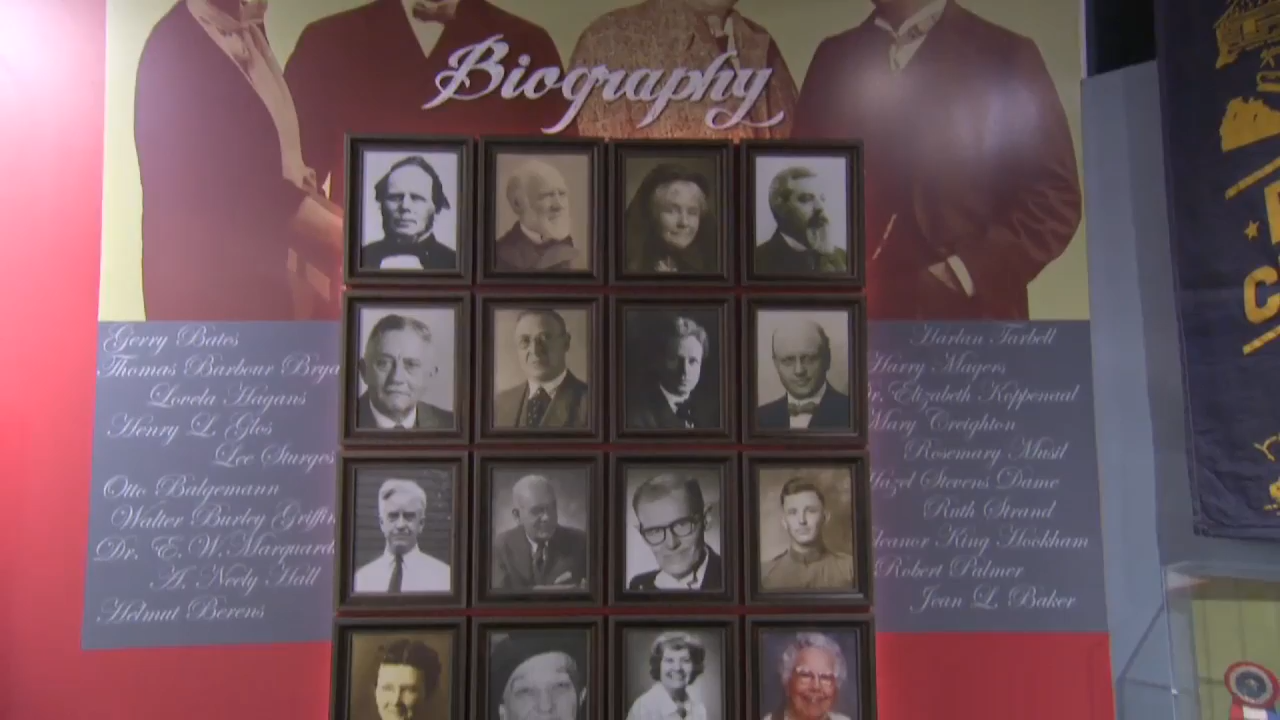 Biography
Gerry Bates
Thomas Barbour Brya
Lovela Hagans
Henry L. Glos
Lee Sturges
Otto Balgemann
Walter Burley Griffin
Dr. E. W. Marquard
A. Neely Hall
Helmut Berens
Harlan Tarbell
Harry Magers
r. Elizabeth Koppenaal
Mary Creighton
Rosemary Musil
Hazel Stevens Dame
Ruth Strand
leanor King Hookham
Robert Palmer
Jean L. Baker